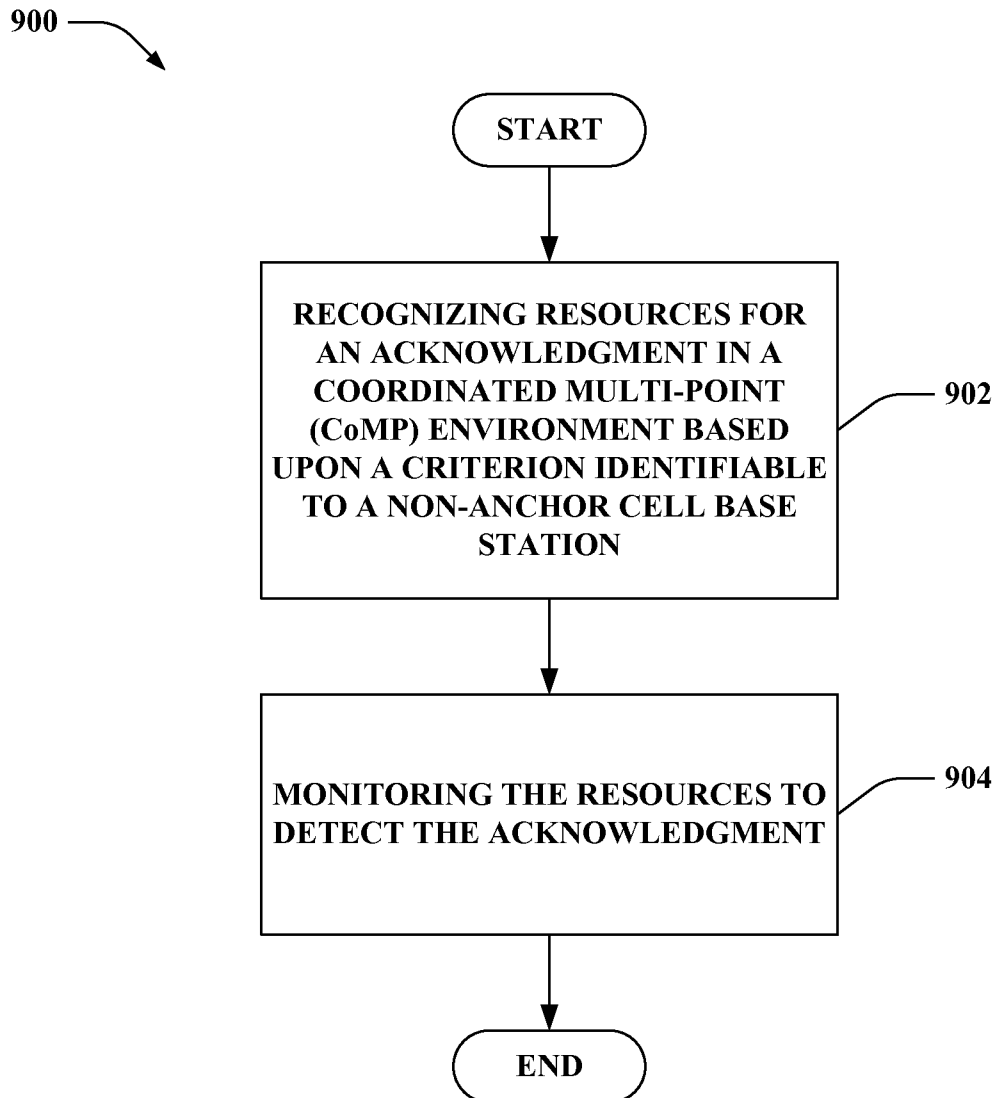 900
START
RECOGNIZING RESOURCES FOR
AN ACKNOWLEDGMENT IN A
COORDINATED MULTI-POINT
(CoMP) ENVIRONMENT BASED
UPON A CRITERION IDENTIFIABLE
TO A NON-ANCHOR CELL BASE
STATION
902
MONITORING THE RESOURCES TO
DETECT THE ACKNOWLEDGMENT
904
END